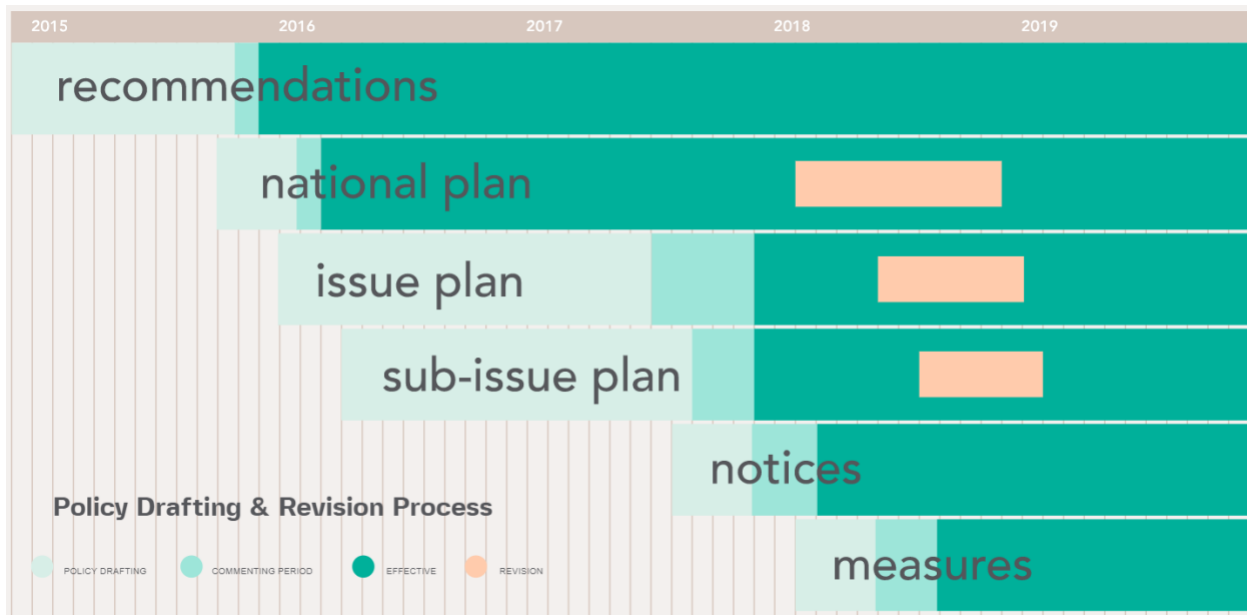 2015 2016 2017 2018 2019
recommendations
national plan
issue plan
sub-issue plan
notices
Policy Drafting & Revision Process
POLICY DRAFTING COMMENTING PERIOD EFFECTIVE REVISION
measures